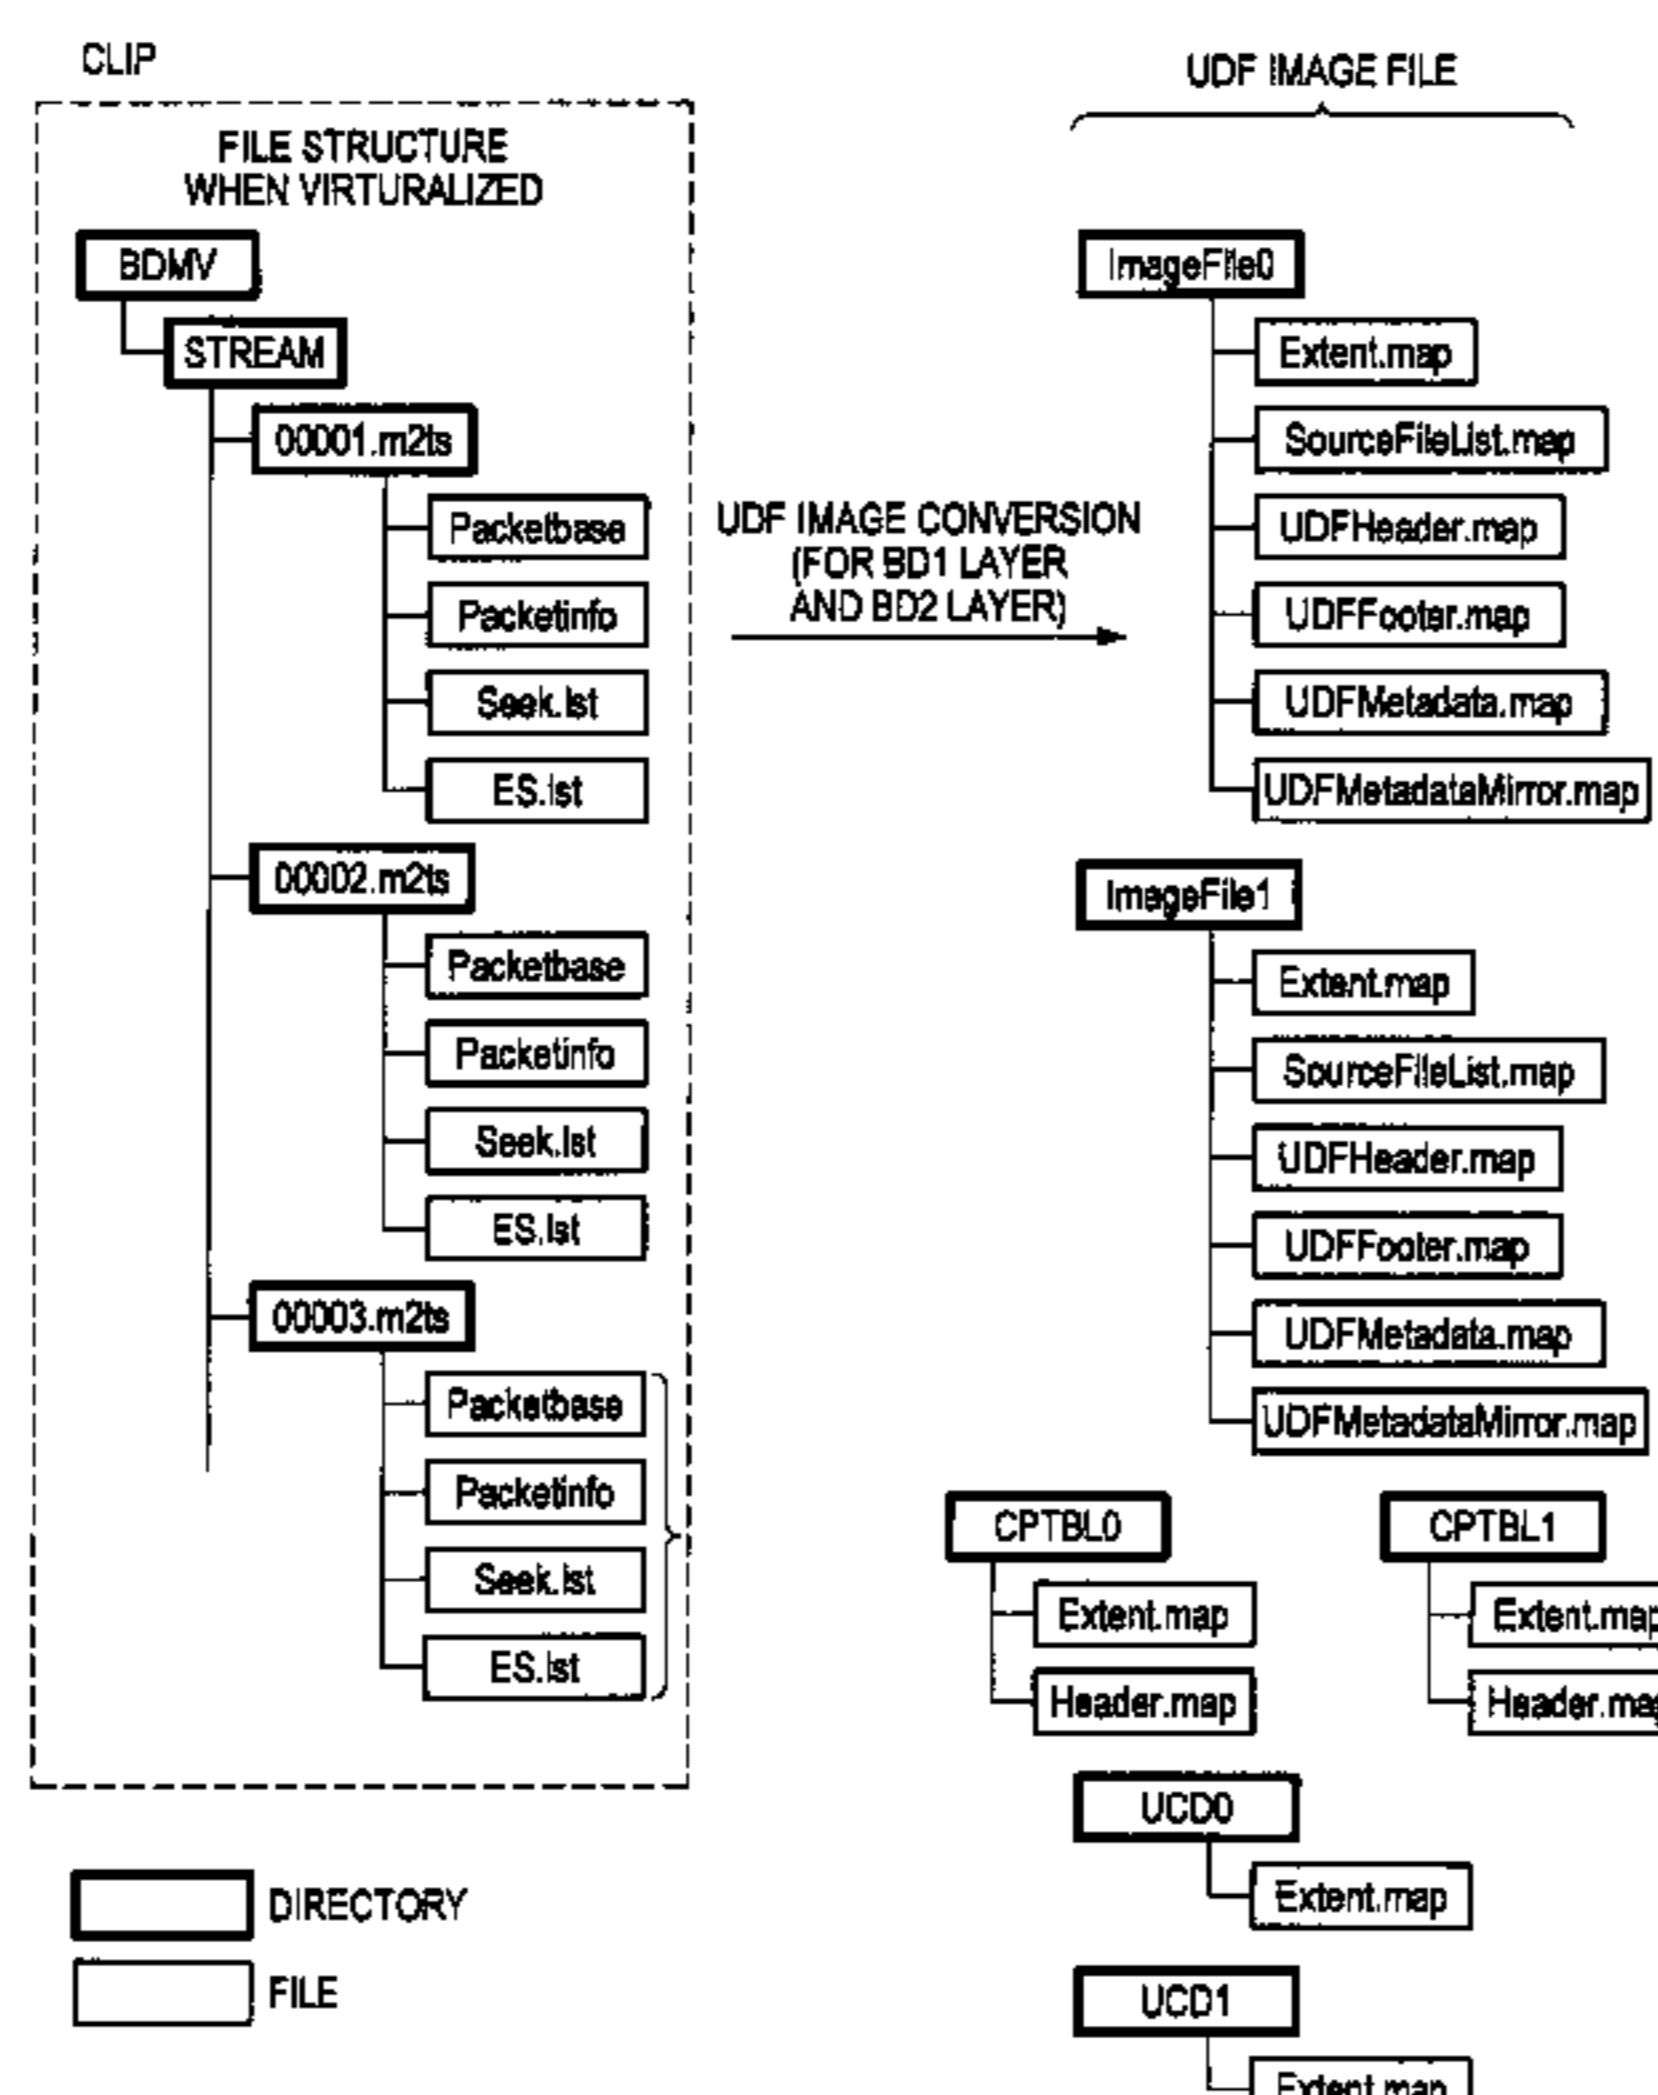 CLIP
FILE STRUCTURE
WHEN VIRTURALIZED
BDMV
STREAM
00001.m2ts
Packetbase
Packetinfo
Seek.lst
ES.lst
00002.m2ts
Packetbase
Packetinfo
Seek.lst
ES.lst
00003.m2ts
Packetbase
Packetinfo
Seek.lst
ES.lst
DIRECTORY
FILE
UDF IMAGE CONVERSION
(FOR BD1 LAYER
AND BD2 LAYER)
UDF IMAGE FILE
ImageFile0
Extent.map
SourceFileList.map
UDFHeader.map
UDFFooter.map
UDFMetadata.map
UDFMetadataMirror.map
ImageFile1
Extent.map
SourceFileList.map
UDFHeader.map
UDFFooter.map
UDFMetadata.map
UDFMetadataMirror.map
CPTBL0
Extent.map
Header.map
CPTBL1
Extent.map
Header.map
UCD0
Extent.map
UCD1
Extent.map